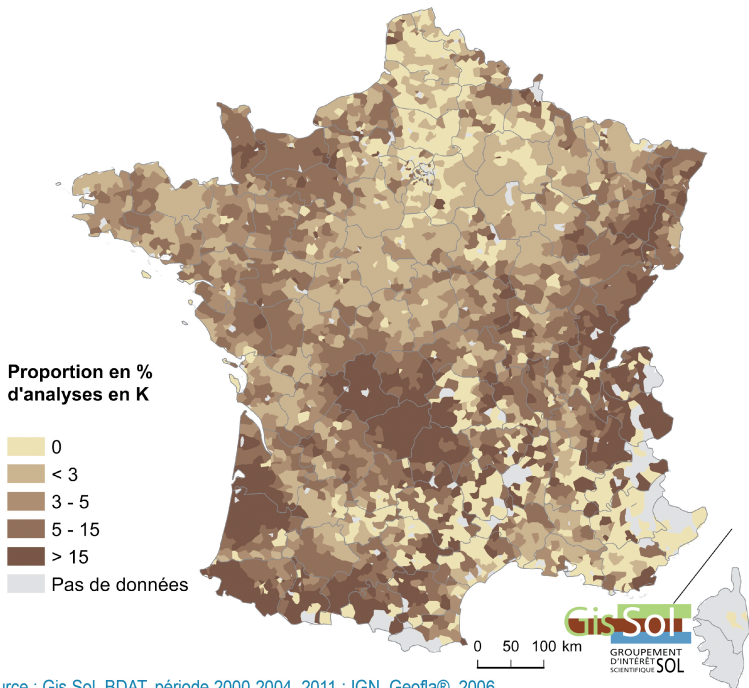 Proportion en %
d'analyses en K
0
< 3
3 - 5
5 - 15
> 15
Pas de données
Gis Sol
GROUPEMENT
D'INTÉRÊT
SCIENTIFIQUE SOL
0 50 100 km
: Gis Sol, BDAT, période 2000-2004, 2011 ; IGN, Geofla®, 2006